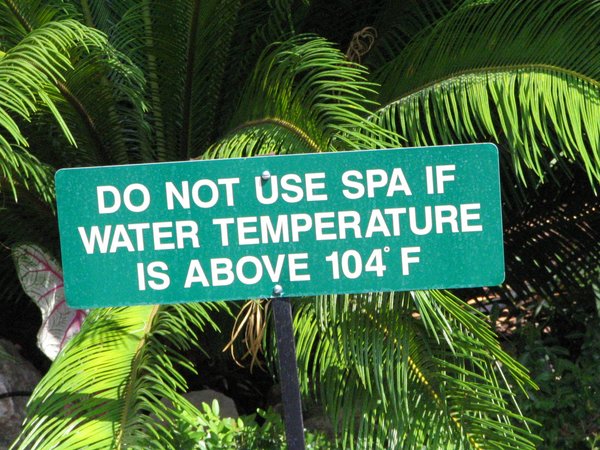 DO NOT USE SPA IF
WATER TEMPERATURE
IS ABOVE 104° F